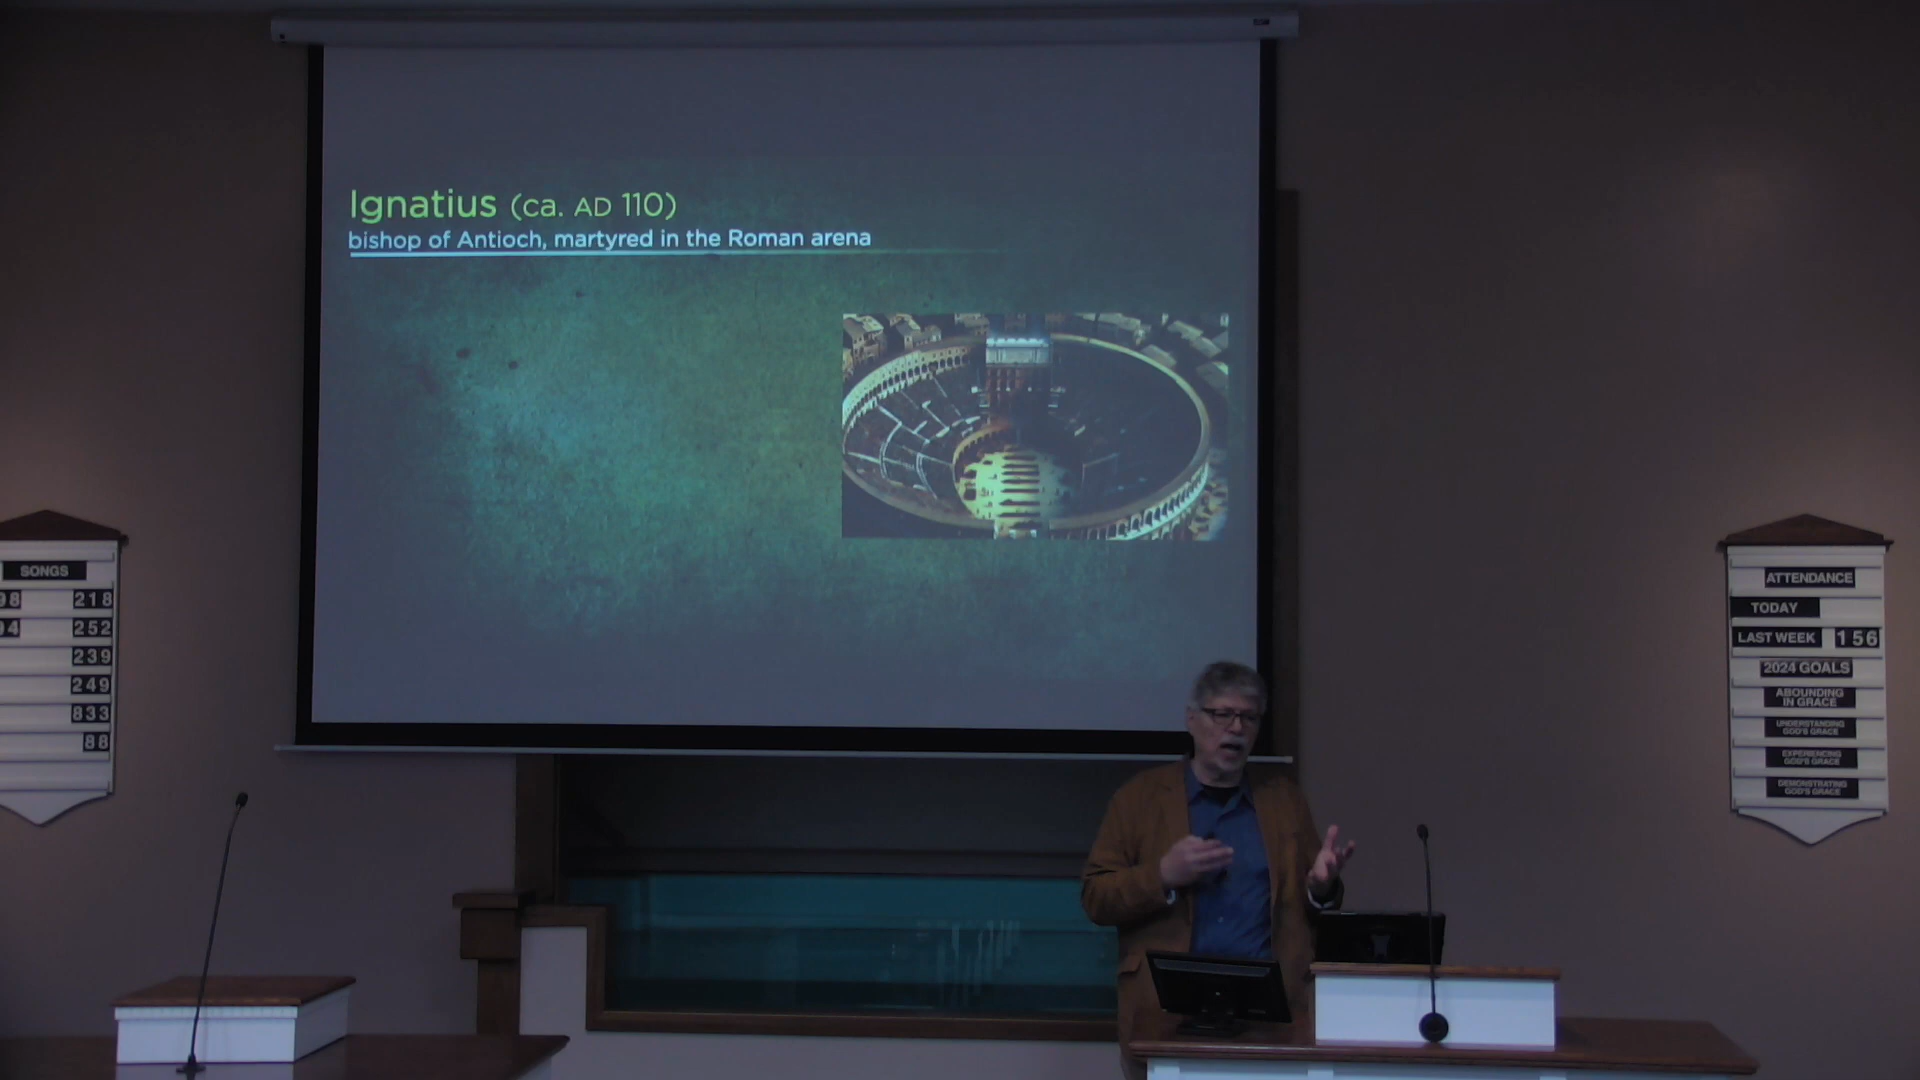 Ignatius (ca. AD 110)
bishop of Antioch, martyred in the Roman arena
SONGS
98 218
94 252
239
249
833
88
ATTENDANCE
TODAY
LAST WEEK 156
2024 GOALS
ABOUNDING
IN GRACE
UNDERSTANDING
GOD'S GRACE
EXPERIENCING
GOD'S GRACE
DEMONSTRATING
GOD'S GRACE